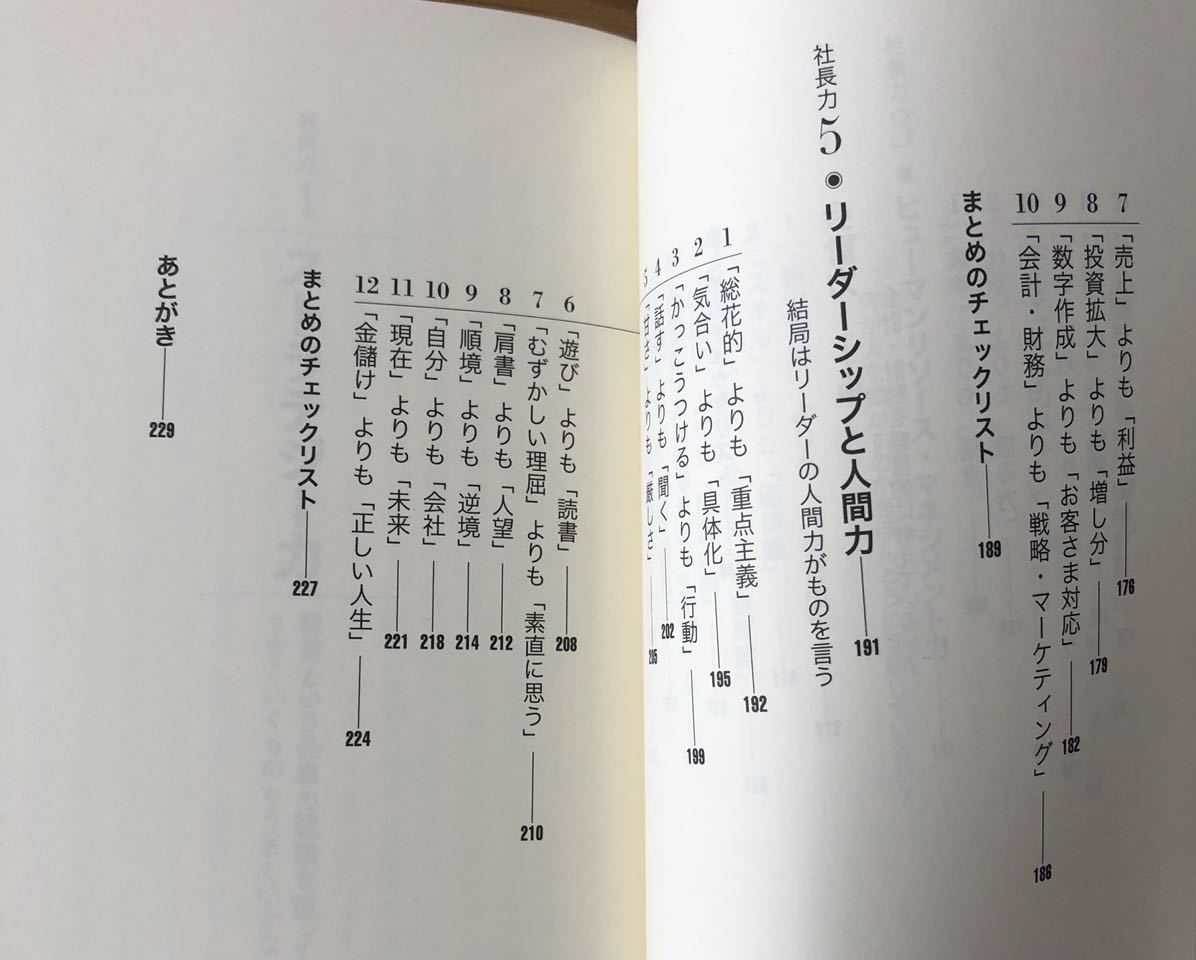 7 「売上」よりも「利益」 176
8 「投資拡大」よりも「増し分」 179
9 「数字作成」よりも「お客さま対応」 182
10 「会計・財務」よりも「戦略・マーケティング」 186
まとめのチェックリスト 189
社長力5 ◉ リーダーシップと人間力 191
結局はリーダーの人間力がものを言う
1 「総花的」よりも「重点主義」 192
2 「気合い」よりも「具体化」 195
3 「かっこうつける」よりも「行動」 199
4 「話す」よりも「聞く」 202
5 「甘さ」よりも「厳しさ」 205
6 「遊び」よりも「読書」 208
7 「むずかしい理屈」よりも「素直に思う」 210
8 「肩書」よりも「人望」 212
9 「順境」よりも「逆境」 214
10 「自分」よりも「会社」 218
11 「現在」よりも「未来」 221
12 「金儲け」よりも「正しい人生」 224
まとめのチェックリスト 227
あとがき 229